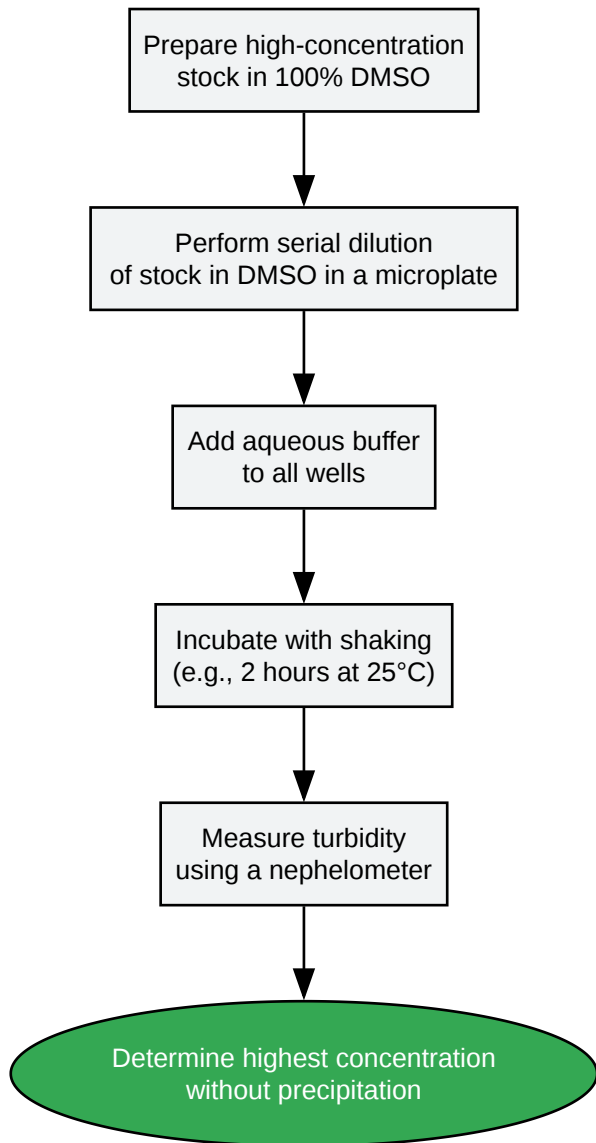 Prepare high-concentration
stock in 100% DMSO
Perform serial dilution
of stock in DMSO in a microplate
Add aqueous buffer
to all wells
Incubate with shaking
(e.g., 2 hours at 25°C)
Measure turbidity
using a nephelometer
Determine highest concentration
without precipitation